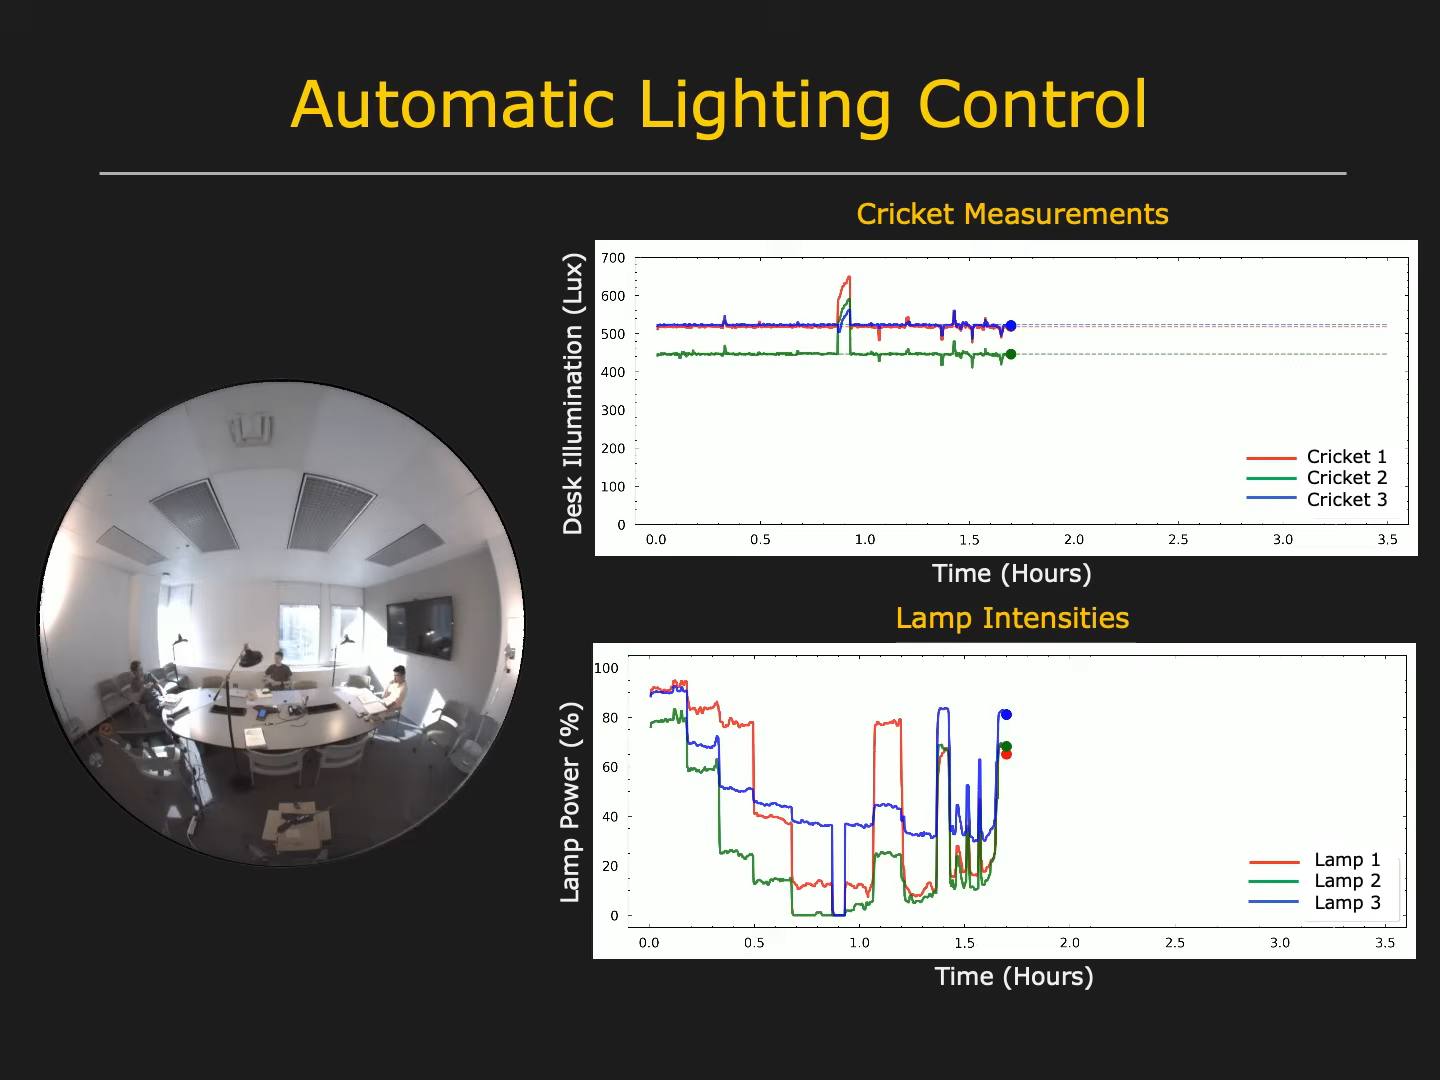 Automatic Lighting Control
Cricket Measurements
Desk Illumination (Lux)
700
600
500
400
300
200
100
0
Cricket 1
Cricket 2
Cricket 3
0.0 0.5 1.0 1.5 2.0 2.5 3.0 3.5
Time (Hours)
Lamp Intensities
Lamp Power (%)
100
80
60
40
20
0
Lamp 1
Lamp 2
Lamp 3
0.0 0.5 1.0 1.5 2.0 2.5 3.0 3.5
Time (Hours)